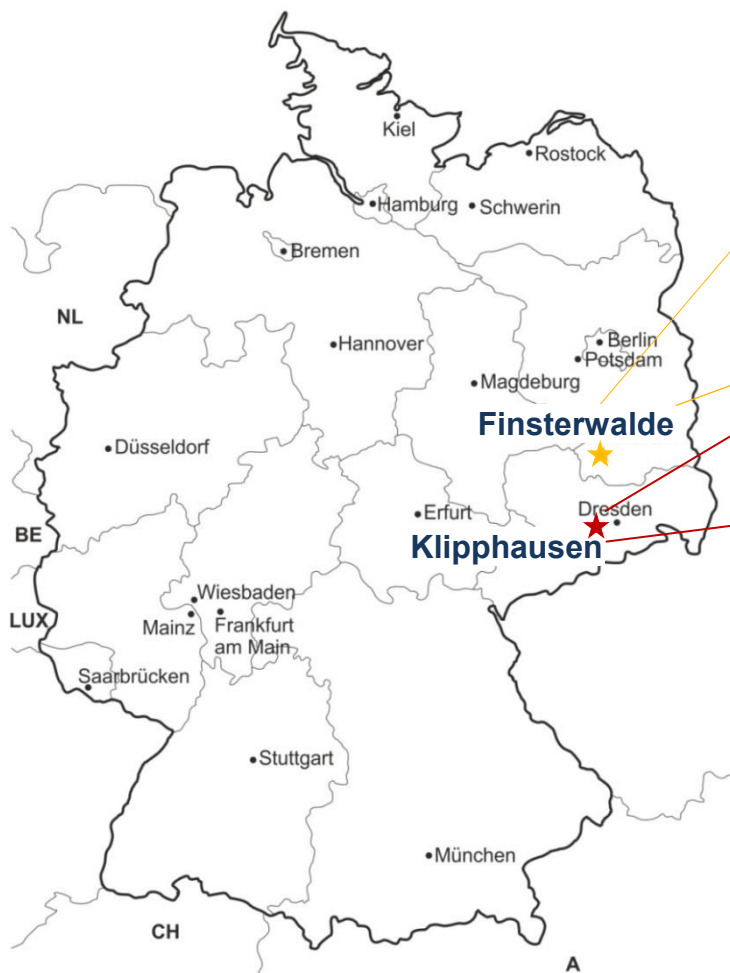 Kiel
Rostock
Hamburg
Schwerin
Bremen
NL
Hannover
Berlin
Potsdam
Magdeburg
Finsterwalde
Düsseldorf
Dresden
Erfurt
BE
Klipphausen
Wiesbaden
LUX
Mainz
Frankfurt
am Main
Saarbrücken
Stuttgart
München
CH
A